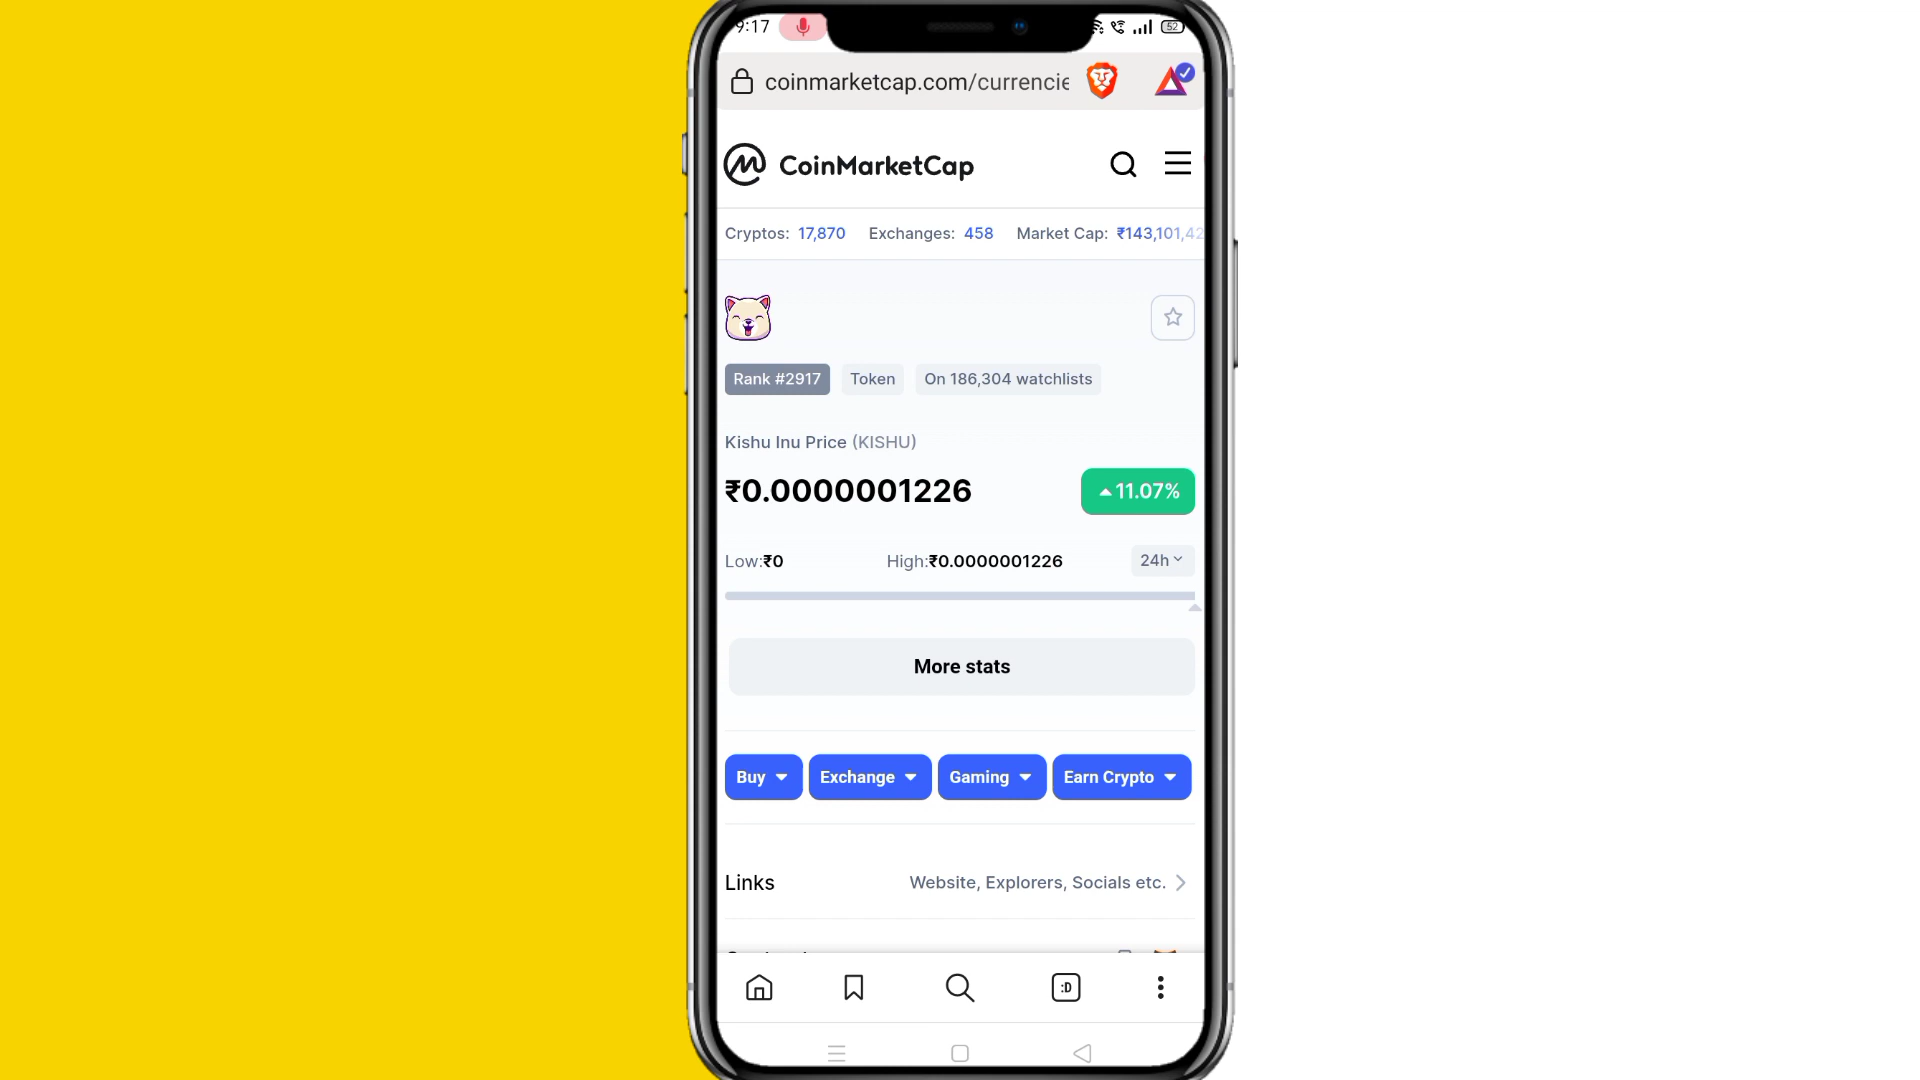 9:17
52
coinmarketcap.com/currencie
CoinMarketCap
Cryptos: 17,870 Exchanges: 458 Market Cap: ₹143,101,42
Rank #2917 Token On 186,304 watchlists
Kishu Inu Price (KISHU)
₹0.0000001226 11.07%
Low:₹0 High:₹0.0000001226 24h
More stats
Buy Exchange Gaming Earn Crypto
Links Website, Explorers, Socials etc.
:D